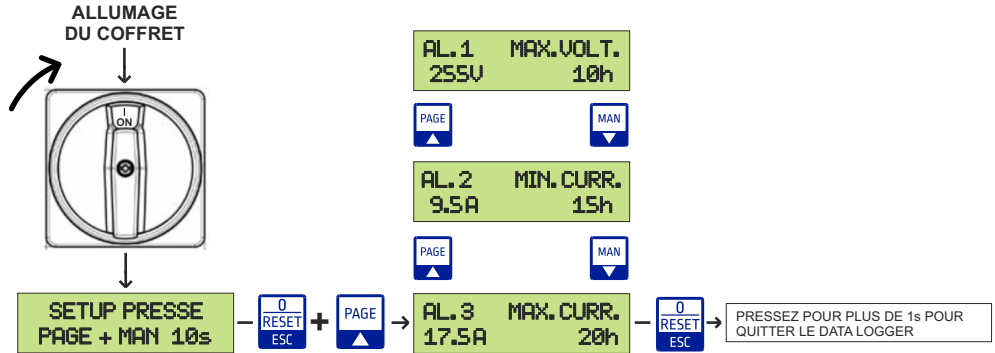 ALLUMAGE
DU COFFRET
I
ON
AL.1 MAX.VOLT.
255V 10h
PAGE
MAN
AL.2 MIN.CURR.
9.5A 15h
PAGE
MAN
SETUP PRESSE
PAGE + MAN 10s
0
RESET
ESC
+
PAGE
AL.3 MAX.CURR.
17.5A 20h
0
RESET
ESC
PRESSEZ POUR PLUS DE 1s POUR
QUITTER LE DATA LOGGER